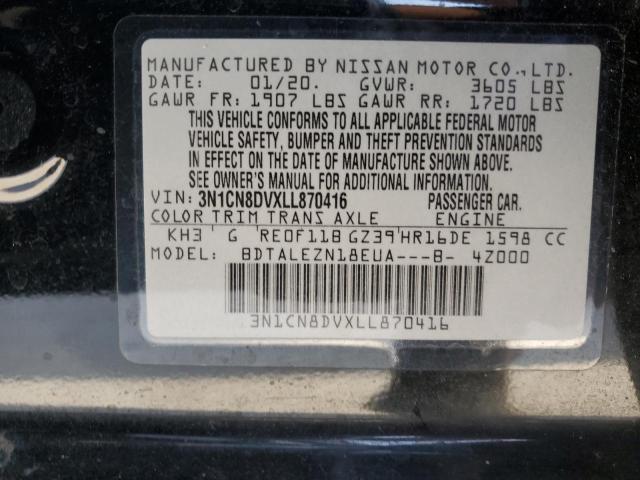 MANUFACTURED BY NISSAN MOTOR CO., LTD.
DATE: 01/20. GVWR: 3605 LBS
GAWR FR: 1907 LBS GAWR RR: 1720 LBS
THIS VEHICLE CONFORMS TO ALL APPLICABLE FEDERAL MOTOR
VEHICLE SAFETY, BUMPER AND THEFT PREVENTION STANDARDS
IN EFFECT ON THE DATE OF MANUFACTURE SHOWN ABOVE.
SEE OWNER'S MANUAL FOR ADDITIONAL INFORMATION.
VIN: 3N1CN8DVXLL870416 PASSENGER CAR.
COLOR TRIM TRANS AXLE ENGINE
KH3 G RE0F11B GZ39 HR16DE 1598 CC
MODEL: BDTALEZN18EUA---B- 4Z000
3N1CN8DVXLL870416